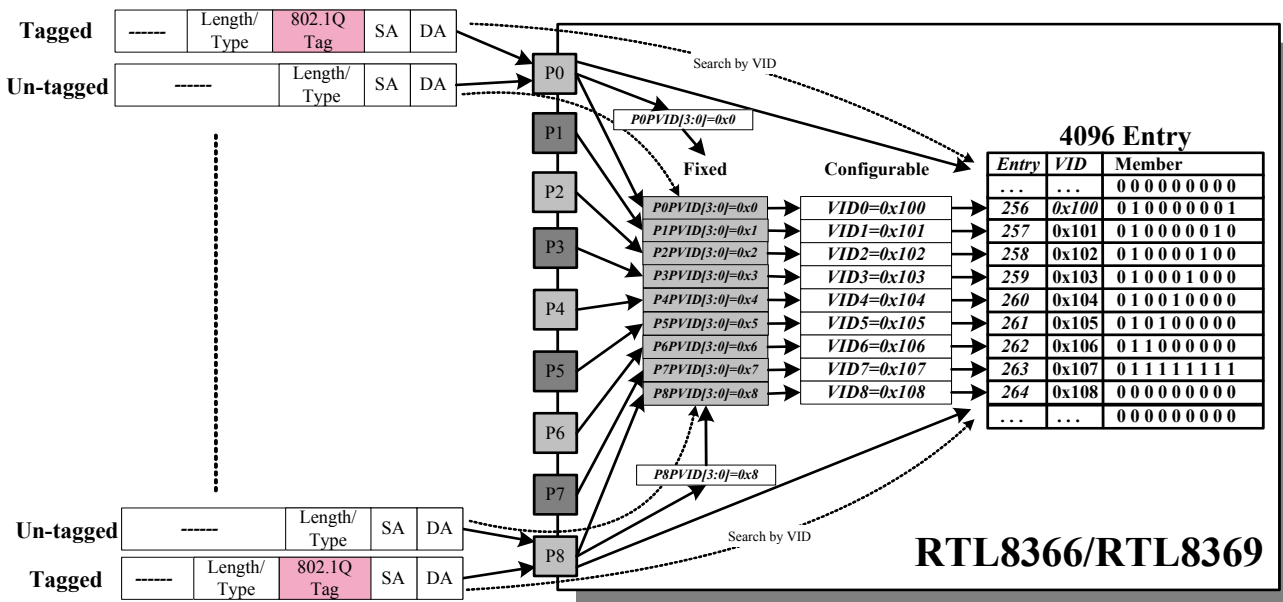 Tagged
------ Length/ Type 802.1Q Tag SA DA
Un-tagged
------ Length/ Type SA DA
P0
P1
P2
P3
P4
P5
P6
P7
P8
Search by VID
P0PVID[3:0]=0x0
Fixed
Configurable
4096 Entry
Entry VID Member
. . . . . . 0 0 0 0 0 0 0 0 0
P0PVID[3:0]=0x0 VID0=0x100 256 0x100 0 1 0 0 0 0 0 0 1
P1PVID[3:0]=0x1 VID1=0x101 257 0x101 0 1 0 0 0 0 0 1 0
P2PVID[3:0]=0x2 VID2=0x102 258 0x102 0 1 0 0 0 0 1 0 0
P3PVID[3:0]=0x3 VID3=0x103 259 0x103 0 1 0 0 0 1 0 0 0
P4PVID[3:0]=0x4 VID4=0x104 260 0x104 0 1 0 0 1 0 0 0 0
P5PVID[3:0]=0x5 VID5=0x105 261 0x105 0 1 0 1 0 0 0 0 0
P6PVID[3:0]=0x6 VID6=0x106 262 0x106 0 1 1 0 0 0 0 0 0
P7PVID[3:0]=0x7 VID7=0x107 263 0x107 0 1 1 1 1 1 1 1 1
P8PVID[3:0]=0x8 VID8=0x108 264 0x108 0 0 0 0 0 0 0 0 0
. . . . . . 0 0 0 0 0 0 0 0 0
P8PVID[3:0]=0x8
Search by VID
Un-tagged
------ Length/ Type SA DA
Tagged
------ Length/ Type 802.1Q Tag SA DA
RTL8366/RTL8369